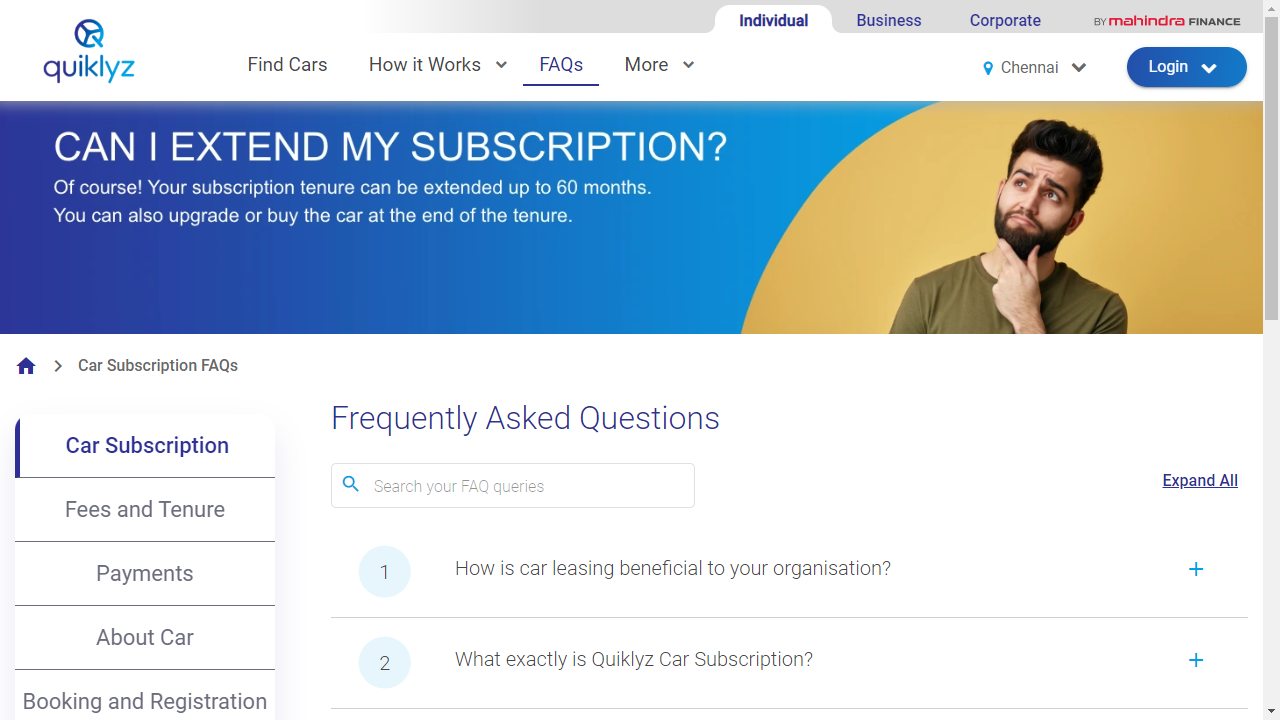 Individual
Business
Corporate
BY mahindra FINANCE
quiklyz
Find Cars
How it Works
FAQs
More
Chennai
Login
CAN I EXTEND MY SUBSCRIPTION?
Of course! Your subscription tenure can be extended up to 60 months.
You can also upgrade or buy the car at the end of the tenure.
Car Subscription FAQs
Car Subscription
Fees and Tenure
Payments
About Car
Booking and Registration
Frequently Asked Questions
Search your FAQ queries
Expand All
1 How is car leasing beneficial to your organisation?
2 What exactly is Quiklyz Car Subscription?